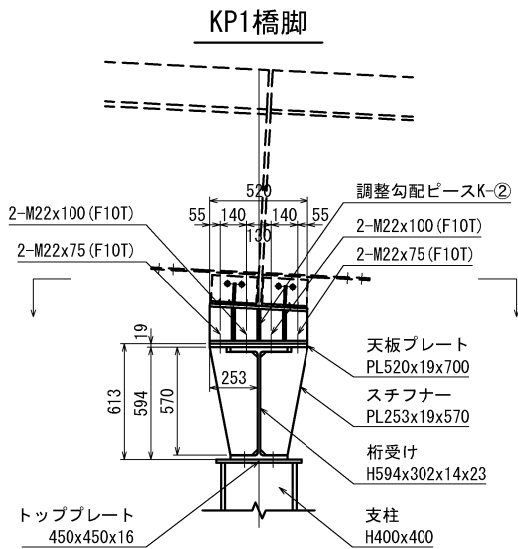 KP1橋脚
520
調整勾配ピースK-②
2-M22x100(F10T)
55
140
140
55
130
2-M22x100(F10T)
2-M22x75(F10T)
2-M22x75(F10T)
19
天板プレート
PL520x19x700
253
スチフナー
PL253x19x570
613
594
570
桁受け
H594x302x14x23
トッププレート
450x450x16
支柱
H400x400